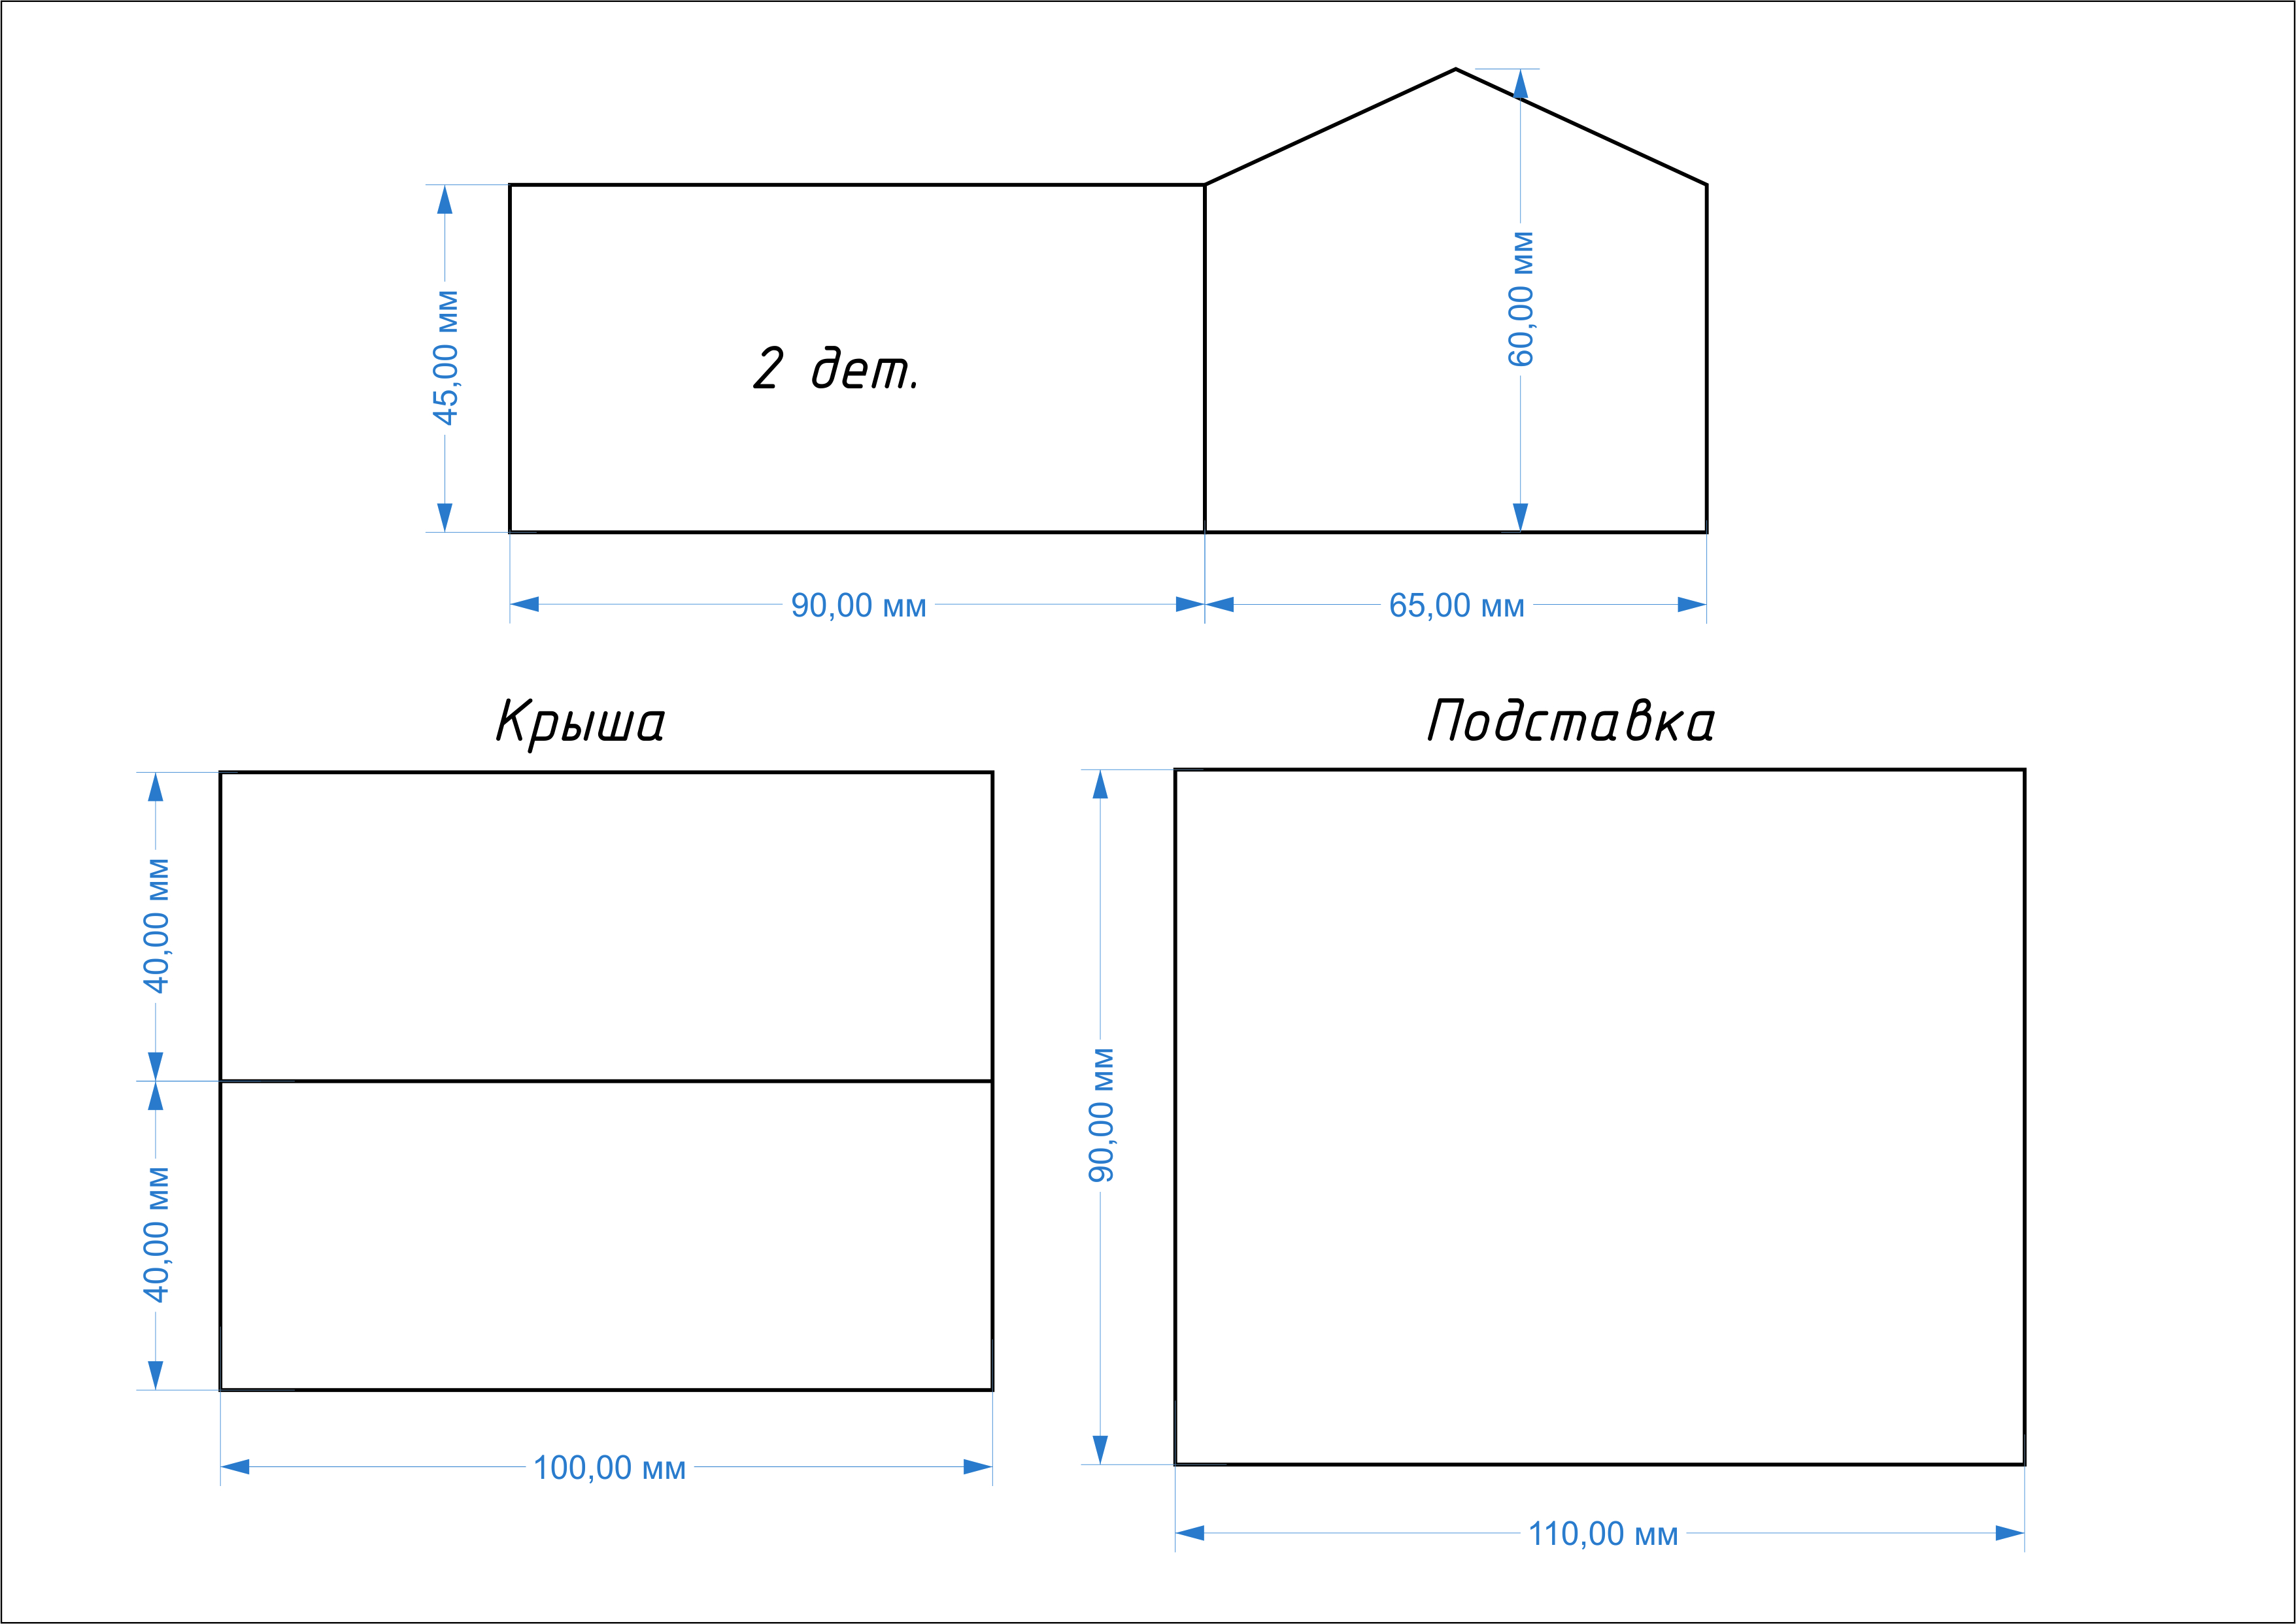 60,00 мм
45,00 мм
2 дет.
90,00 мм
65,00 мм
Крыша
Подставка
40,00 мм
90,00 мм
40,00 мм
100,00 мм
110,00 мм